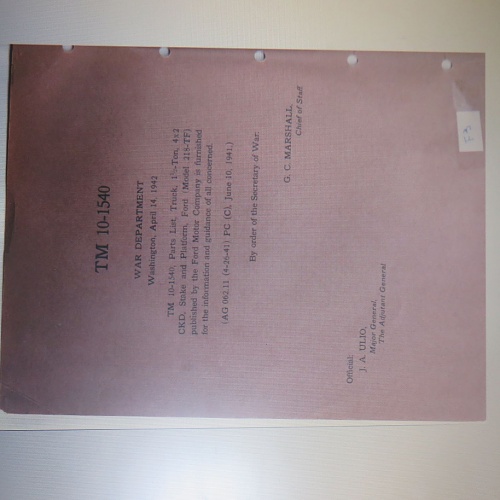 TM 10-1540
WAR DEPARTMENT
Washington, April 14, 1942
TM 10-1540, Parts List, Truck, 1½-Ton, 4x2
CKD, Stake and Platform, Ford (Model 218-TF)
published by the Ford Motor Company is furnished
for the information and guidance of all concerned.
(AG 062.11 (4-26-41) PC (C), June 10, 1941.)
By order of the Secretary of War:
G. C. MARSHALL,
Chief of Staff
Official:
J. A. ULIO,
Major General,
The Adjutant General